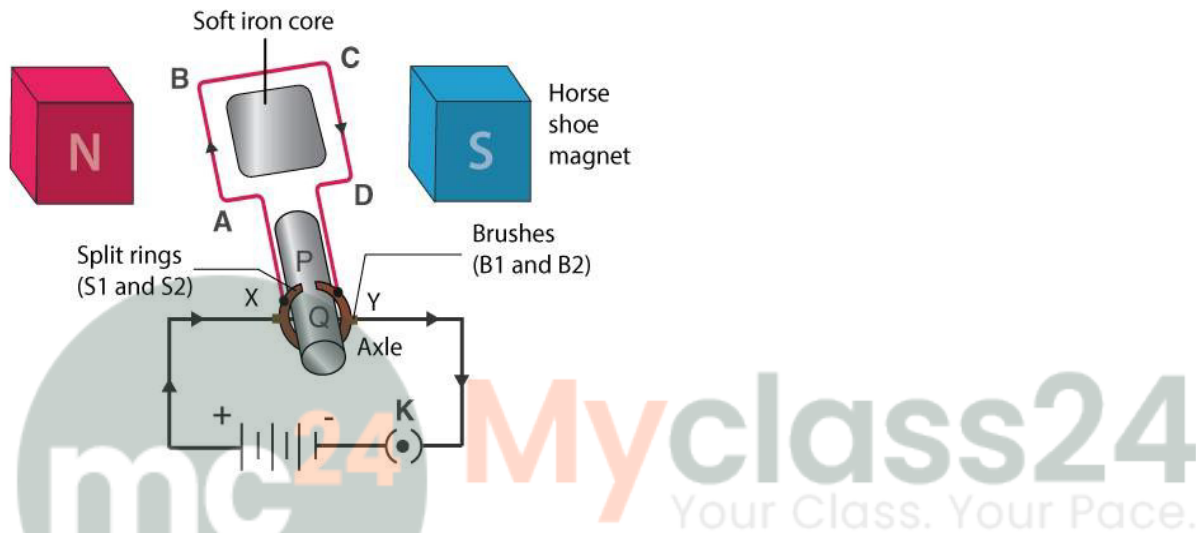 Soft iron core
B
C
N
S
Horse
shoe
magnet
A
D
Split rings
(S1 and S2)
P
Brushes
(B1 and B2)
X
Q
Y
Axle
+
-
K
mc24
Myclass24
Your Class. Your Pace.